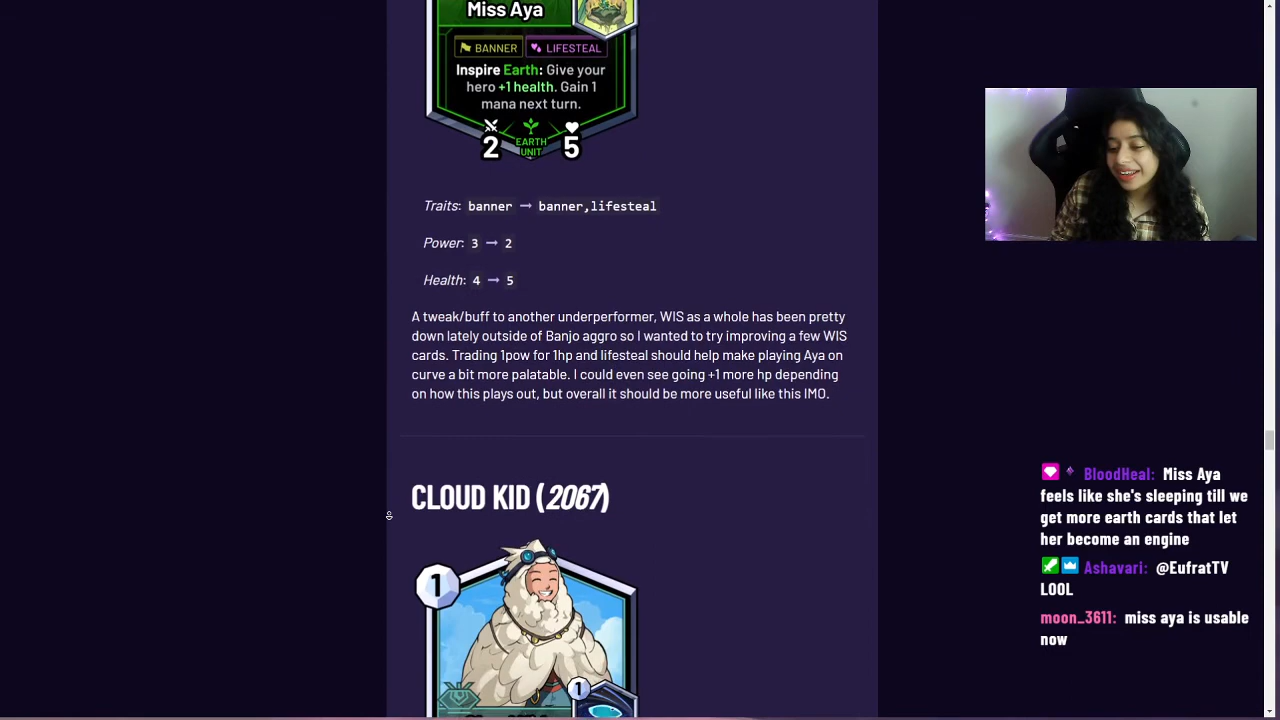 Miss Aya
BANNER LIFESTEAL
Inspire Earth: Give your
hero +1 health. Gain 1
mana next turn.
2 EARTH UNIT 5
Traits: banner → banner,lifesteal
Power: 3 → 2
Health: 4 → 5
A tweak/buff to another underperformer, WIS as a whole has been pretty
down lately outside of Banjo aggro so I wanted to try improving a few WIS
cards. Trading 1pow for 1hp and lifesteal should help make playing Aya on
curve a bit more palatable. I could even see going +1 more hp depending
on how this plays out, but overall it should be more useful like this IMO.
CLOUD KID (2067)
1
1
BloodHeal: Miss Aya
feels like she's sleeping till we
get more earth cards that let
her become an engine
Ashavari: @EufratTV
LOOL
moon_3611: miss aya is usable
now